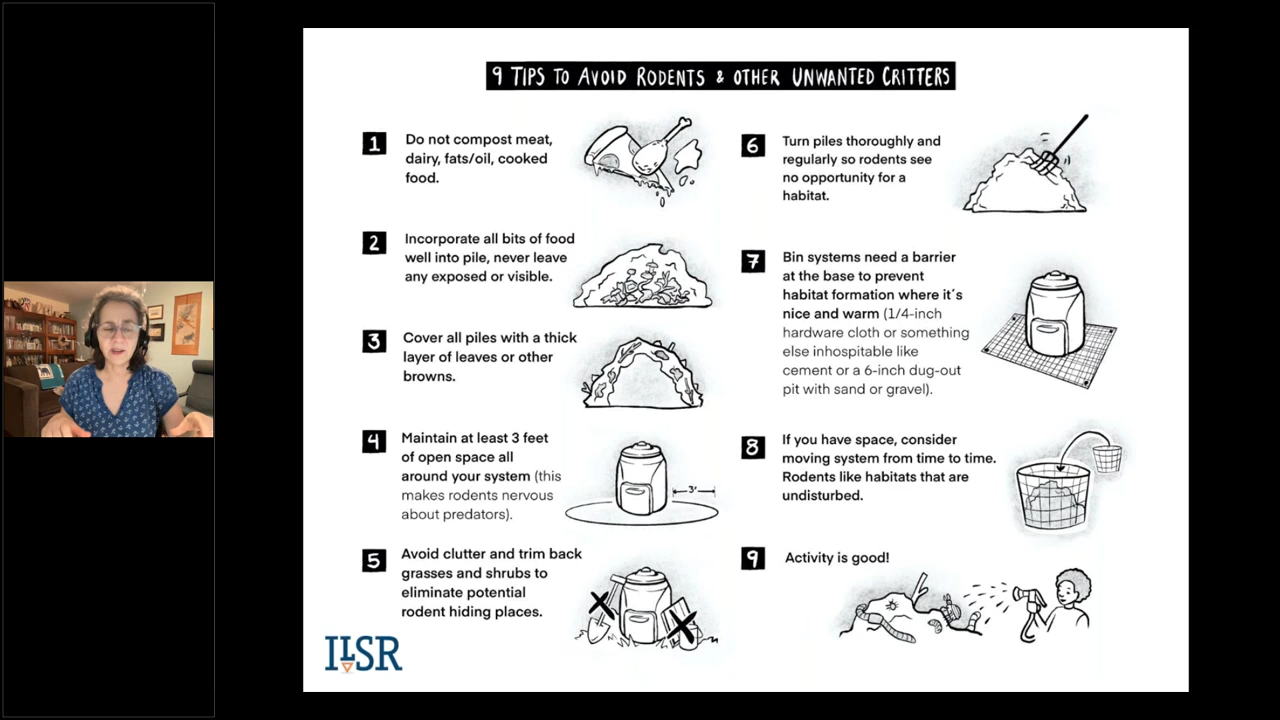 9 TIPS TO AVOID RODENTS & OTHER UNWANTED CRITTERS
1
Do not compost meat,
dairy, fats/oil, cooked
food.
2
Incorporate all bits of food
well into pile, never leave
any exposed or visible.
3
Cover all piles with a thick
layer of leaves or other
browns.
4
Maintain at least 3 feet
of open space all
around your system (this
makes rodents nervous
about predators).
3'
5
Avoid clutter and trim back
grasses and shrubs to
eliminate potential
rodent hiding places.
6
Turn piles thoroughly and
regularly so rodents see
no opportunity for a
habitat.
7
Bin systems need a barrier
at the base to prevent
habitat formation where it´s
nice and warm (1/4-inch
hardware cloth or something
else inhospitable like
cement or a 6-inch dug-out
pit with sand or gravel).
8
If you have space, consider
moving system from time to time.
Rodents like habitats that are
undisturbed.
9
Activity is good!
ILSR